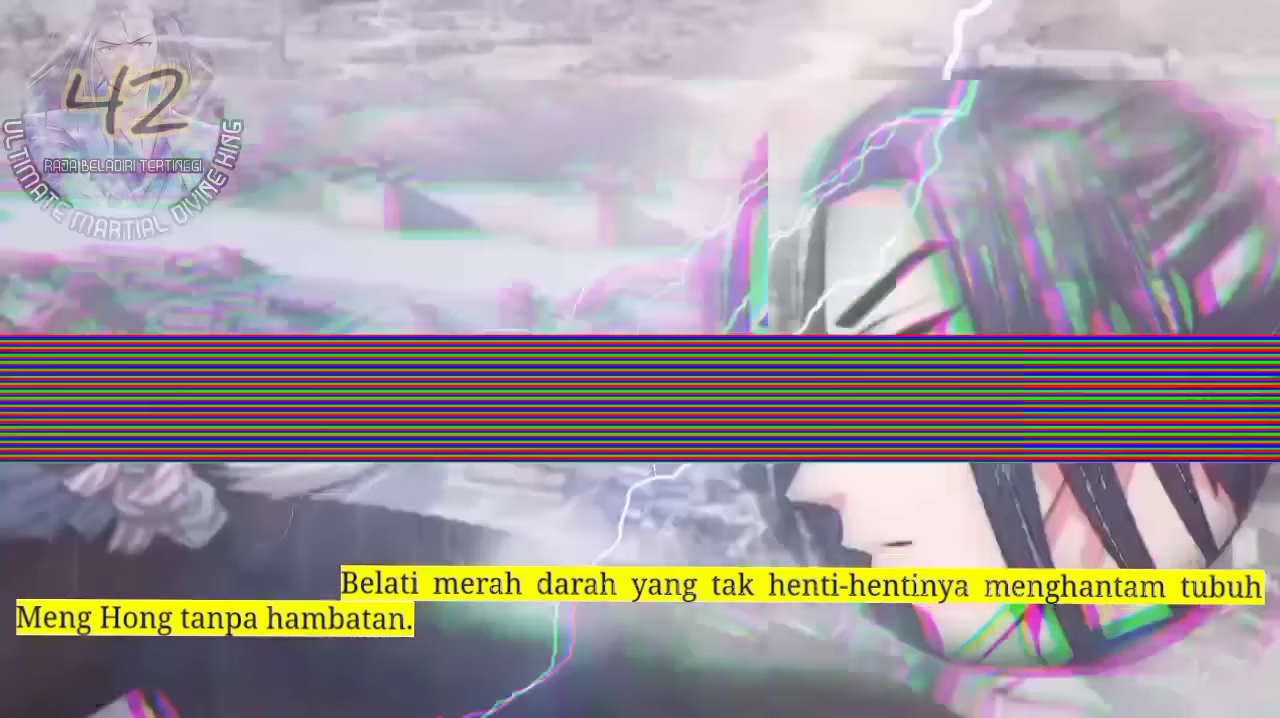 42
RAJA BELADIRI TERTINGGI
ULTIMATE MARTIAL DIVINE KING
Belati merah darah yang tak henti-hentinya menghantam tubuh
Meng Hong tanpa hambatan.